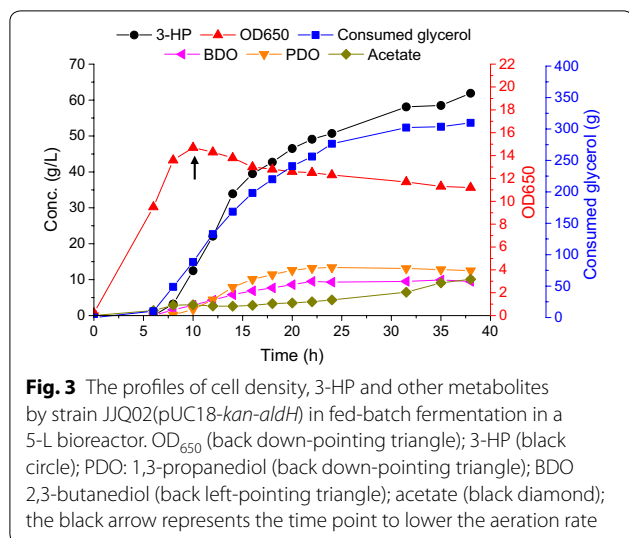 3-HP OD650 Consumed glycerol
BDO PDO Acetate
Conc. (g/L)
70
60
50
40
30
20
10
0
0 5 10 15 20 25 30 35 40
Time (h)
22
20
18
16
14
12
10
8
6
4
2
0
OD650
400
350
300
250
200
150
100
50
0
Consumed glycerol (g)
Fig. 3 The profiles of cell density, 3-HP and other metabolites
by strain JJQ02(pUC18-kan-aldH) in fed-batch fermentation in a
5-L bioreactor. OD650 (back down-pointing triangle); 3-HP (black
circle); PDO: 1,3-propanediol (back down-pointing triangle); BDO
2,3-butanediol (back left-pointing triangle); acetate (black diamond);
the black arrow represents the time point to lower the aeration rate